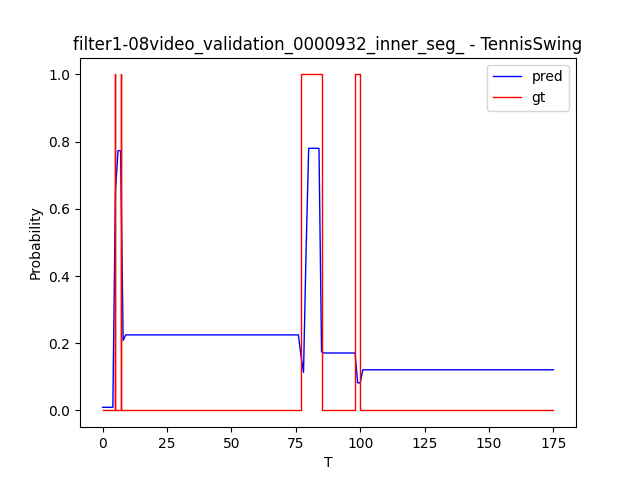 filter1-08video_validation_0000932_inner_seg_ - TennisSwing
pred
gt
1.0
0.8
0.6
0.4
0.2
0.0
Probability
0
25
50
75
100
125
150
175
T